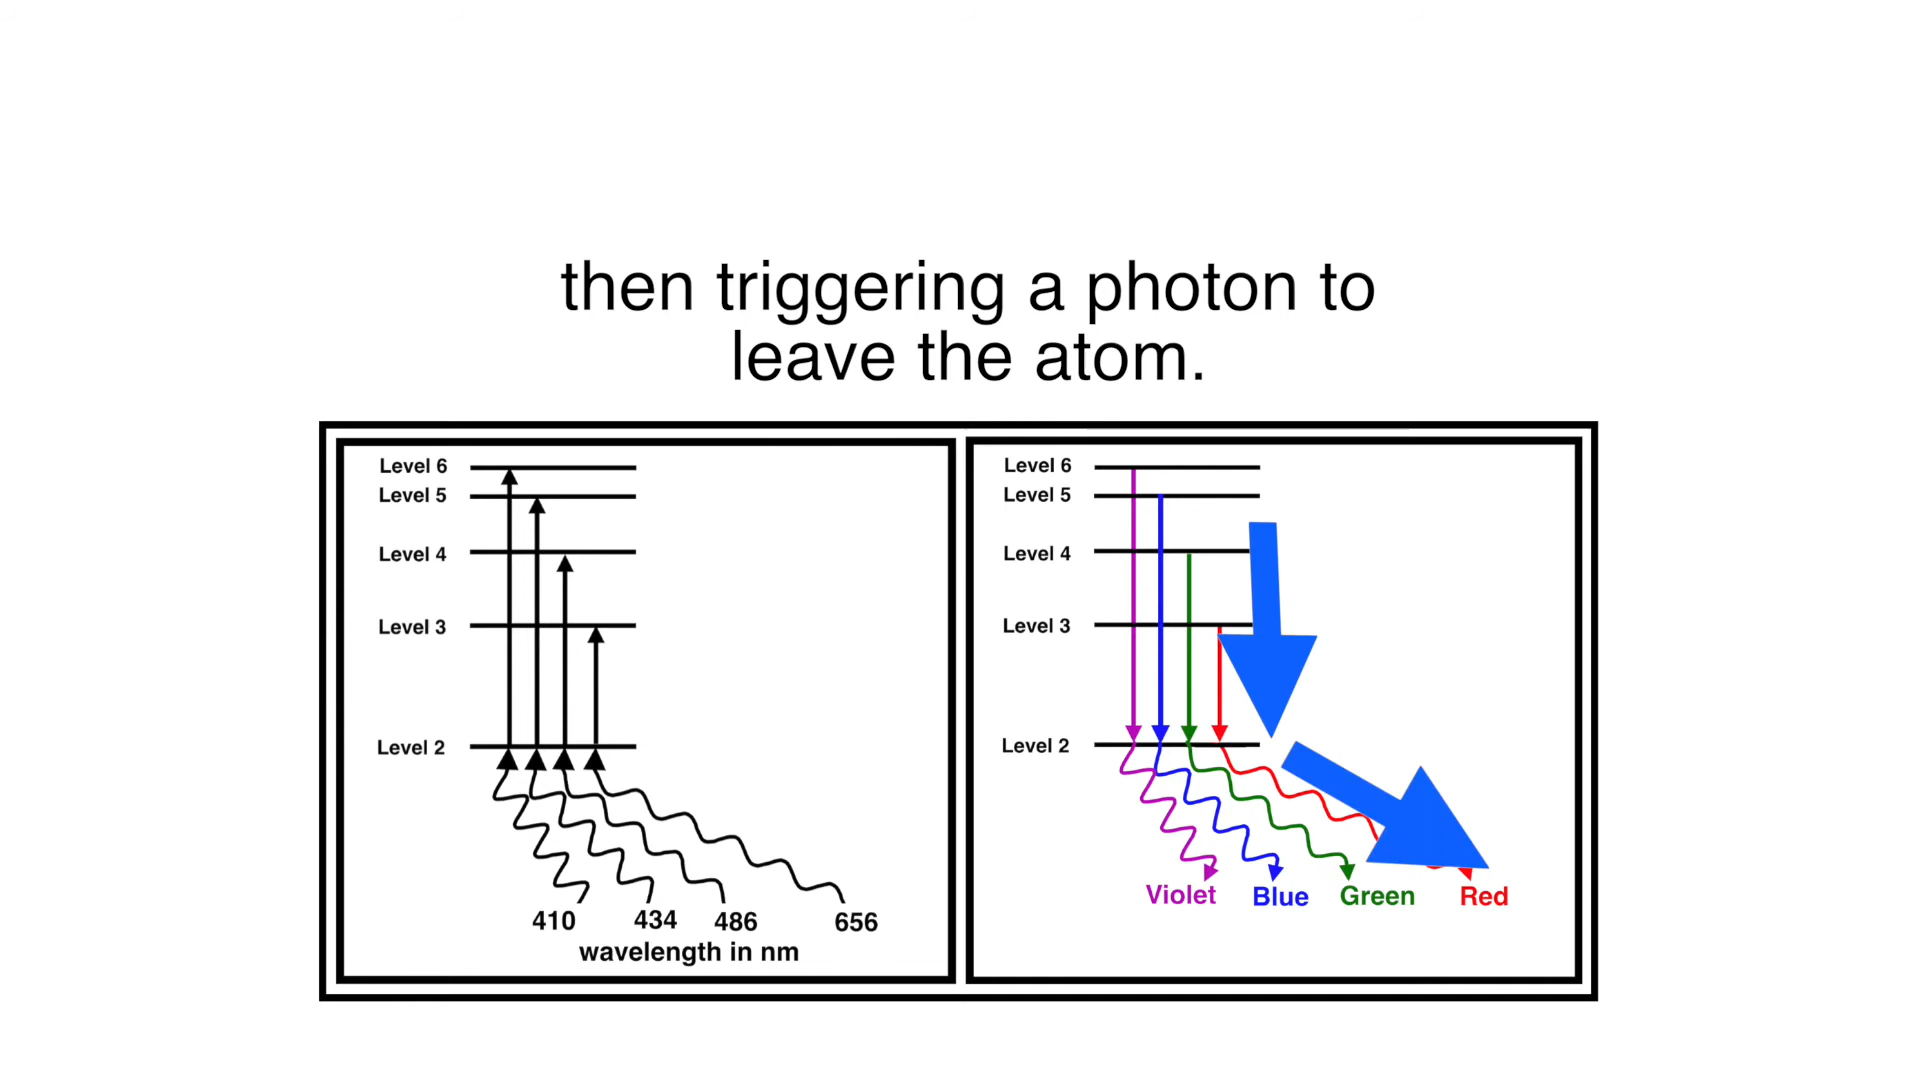 then triggering a photon to
leave the atom.
Level 6
Level 5
Level 4
Level 3
Level 2
410 434 486 656
wavelength in nm
Level 6
Level 5
Level 4
Level 3
Level 2
Violet Blue Green Red